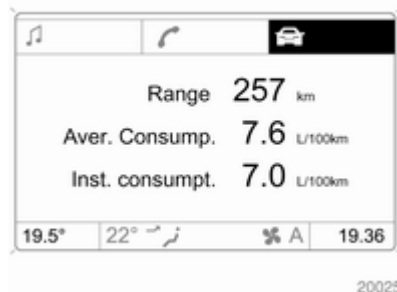 Range 257 km
Aver. Consump. 7.6 L/100km
Inst. consumpt. 7.0 L/100km
19.5° 22° A 19.36
20025